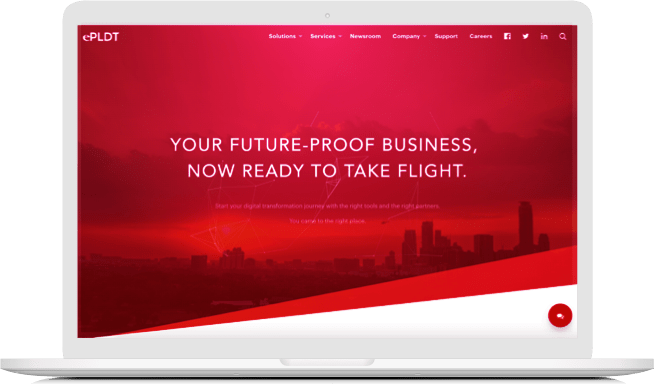 ePLDT
Solutions Services Newsroom Company Support Careers
YOUR FUTURE-PROOF BUSINESS,
NOW READY TO TAKE FLIGHT.
Start your digital transformation journey with the right tools and the right partners.
You came to the right place.